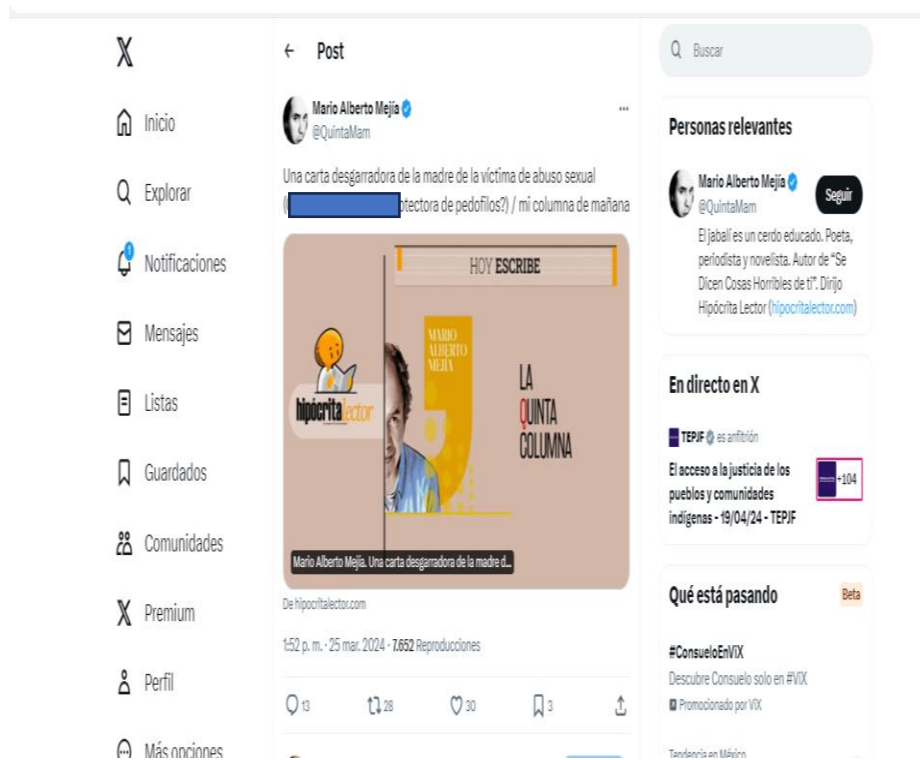 Post
Inicio
Explorar
1
Notificaciones
Mensajes
Listas
Guardados
Comunidades
Premium
Perfil
Más opciones
Mario Alberto Mejía
@QuintaMam
Una carta desgarradora de la madre de la víctima de abuso sexual
( otectora de pedofilos?) / mi columna de mañana
HOY ESCRIBE
hipócrita lector
MARIO
ALBERTO
MEJÍA
LA
QUINTA
COLUMNA
Mario Alberto Mejía. Una carta desgarradora de la madre d...
De hipocritalector.com
1:52 p. m. · 25 mar. 2024 · 7.652 Reproducciones
13 28 30 3
Buscar
Personas relevantes
Mario Alberto Mejía
@QuintaMam
Seguir
El jabalí es un cerdo educado. Poeta,
periodista y novelista. Autor de “Se
Dicen Cosas Horribles de ti”. Dirijo
Hipócrita Lector (hipocritalector.com)
En directo en X
TEPJF es anfitrión
El acceso a la justicia de los
pueblos y comunidades
indígenas - 19/04/24 - TEPJF
+104
Qué está pasando
Beta
#ConsueloEnViX
Descubre Consuelo solo en #ViX
Promocionado por ViX
Tendencia en México